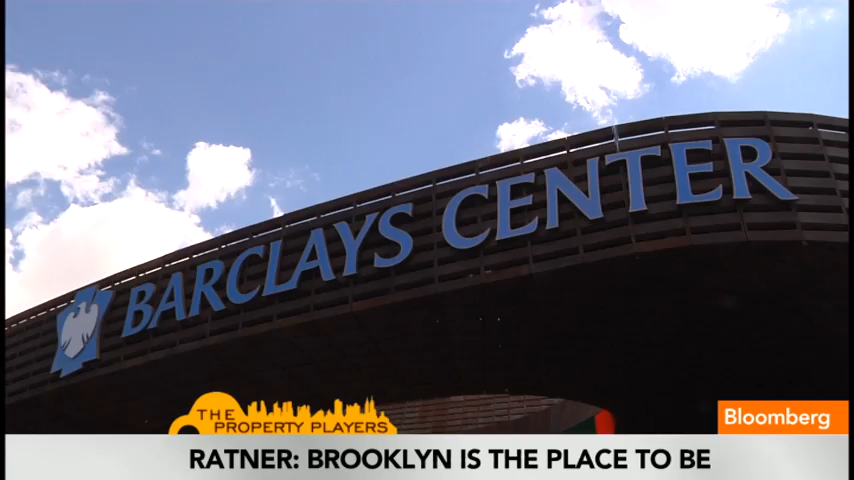 BARCLAYS CENTER
THE
PROPERTY PLAYERS
Bloomberg
RATNER: BROOKLYN IS THE PLACE TO BE